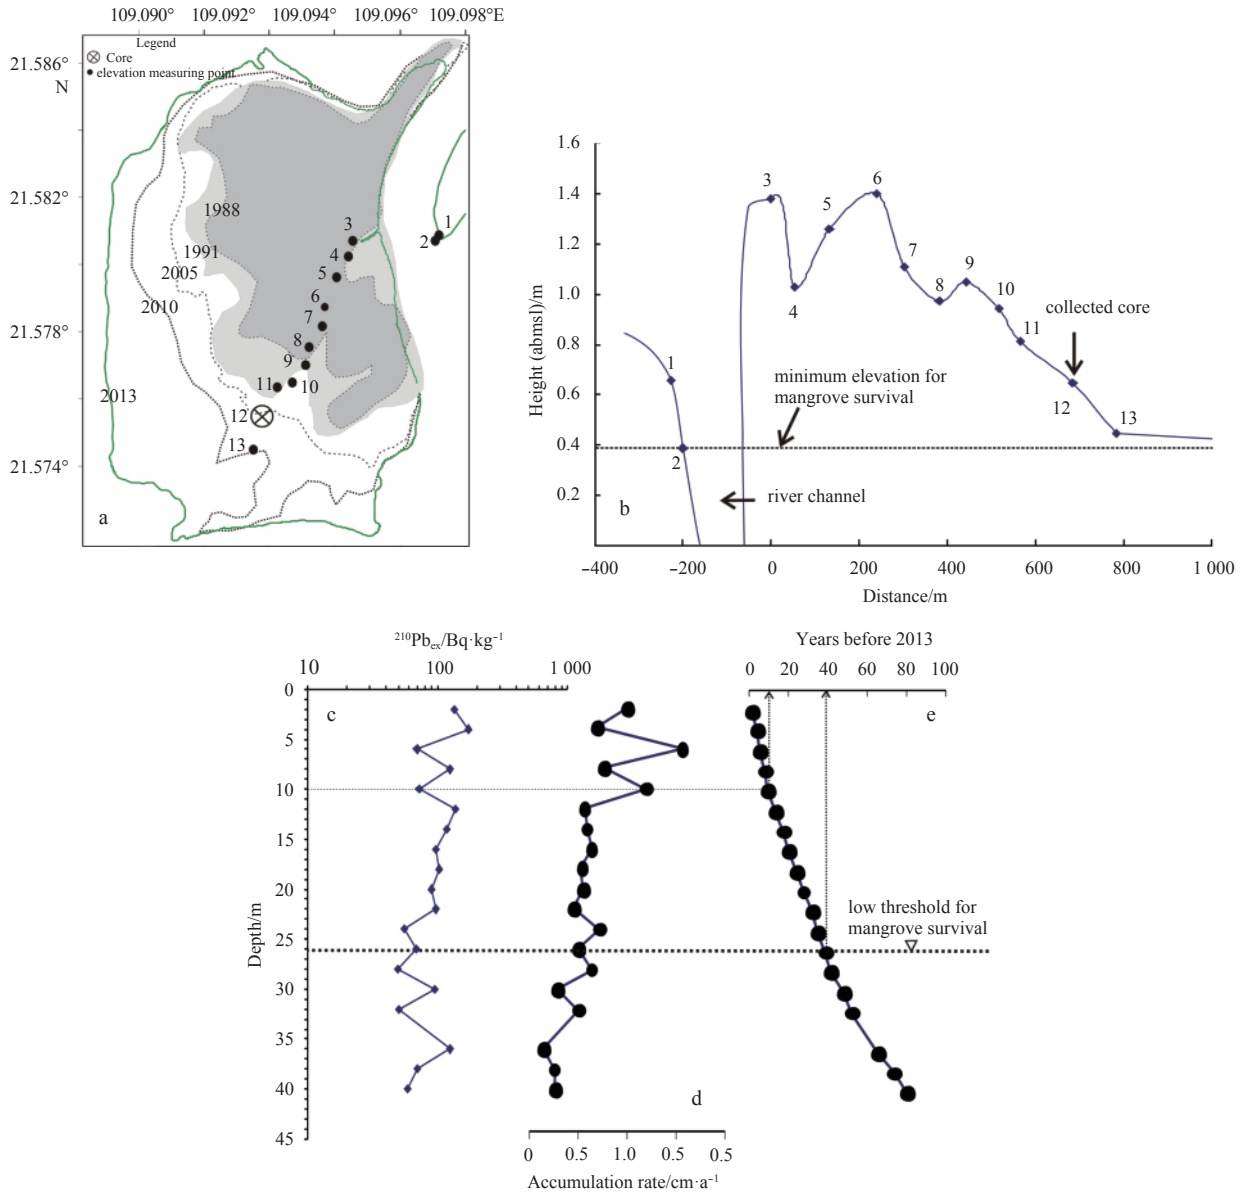 109.090° 109.092° 109.094° 109.096° 109.098°E
Legend
Core
elevation measuring point
21.586°
N
21.582°
21.578°
21.574°
1988
1991
2005
2010
2013
1
2
3
4
5
6
7
8
9
10
11
12
13
a
Height (abmsl)/m
1.6
1.4
1.2
1.0
0.8
0.6
0.4
0.2
1
2
3
4
5
6
7
8
9
10
11
12
13
collected core
minimum elevation for
mangrove survival
river channel
b
−400 −200 0 200 400 600 800 1 000
Distance/m
²¹⁰Pbₑₓ/Bq·kg⁻¹
10 100 1 000
Years before 2013
0 20 40 60 80 100
c
e
Depth/m
0
5
10
15
20
25
30
35
40
45
low threshold for
mangrove survival
d
0 0.5 1.0 0.5 0.5
Accumulation rate/cm·a⁻¹